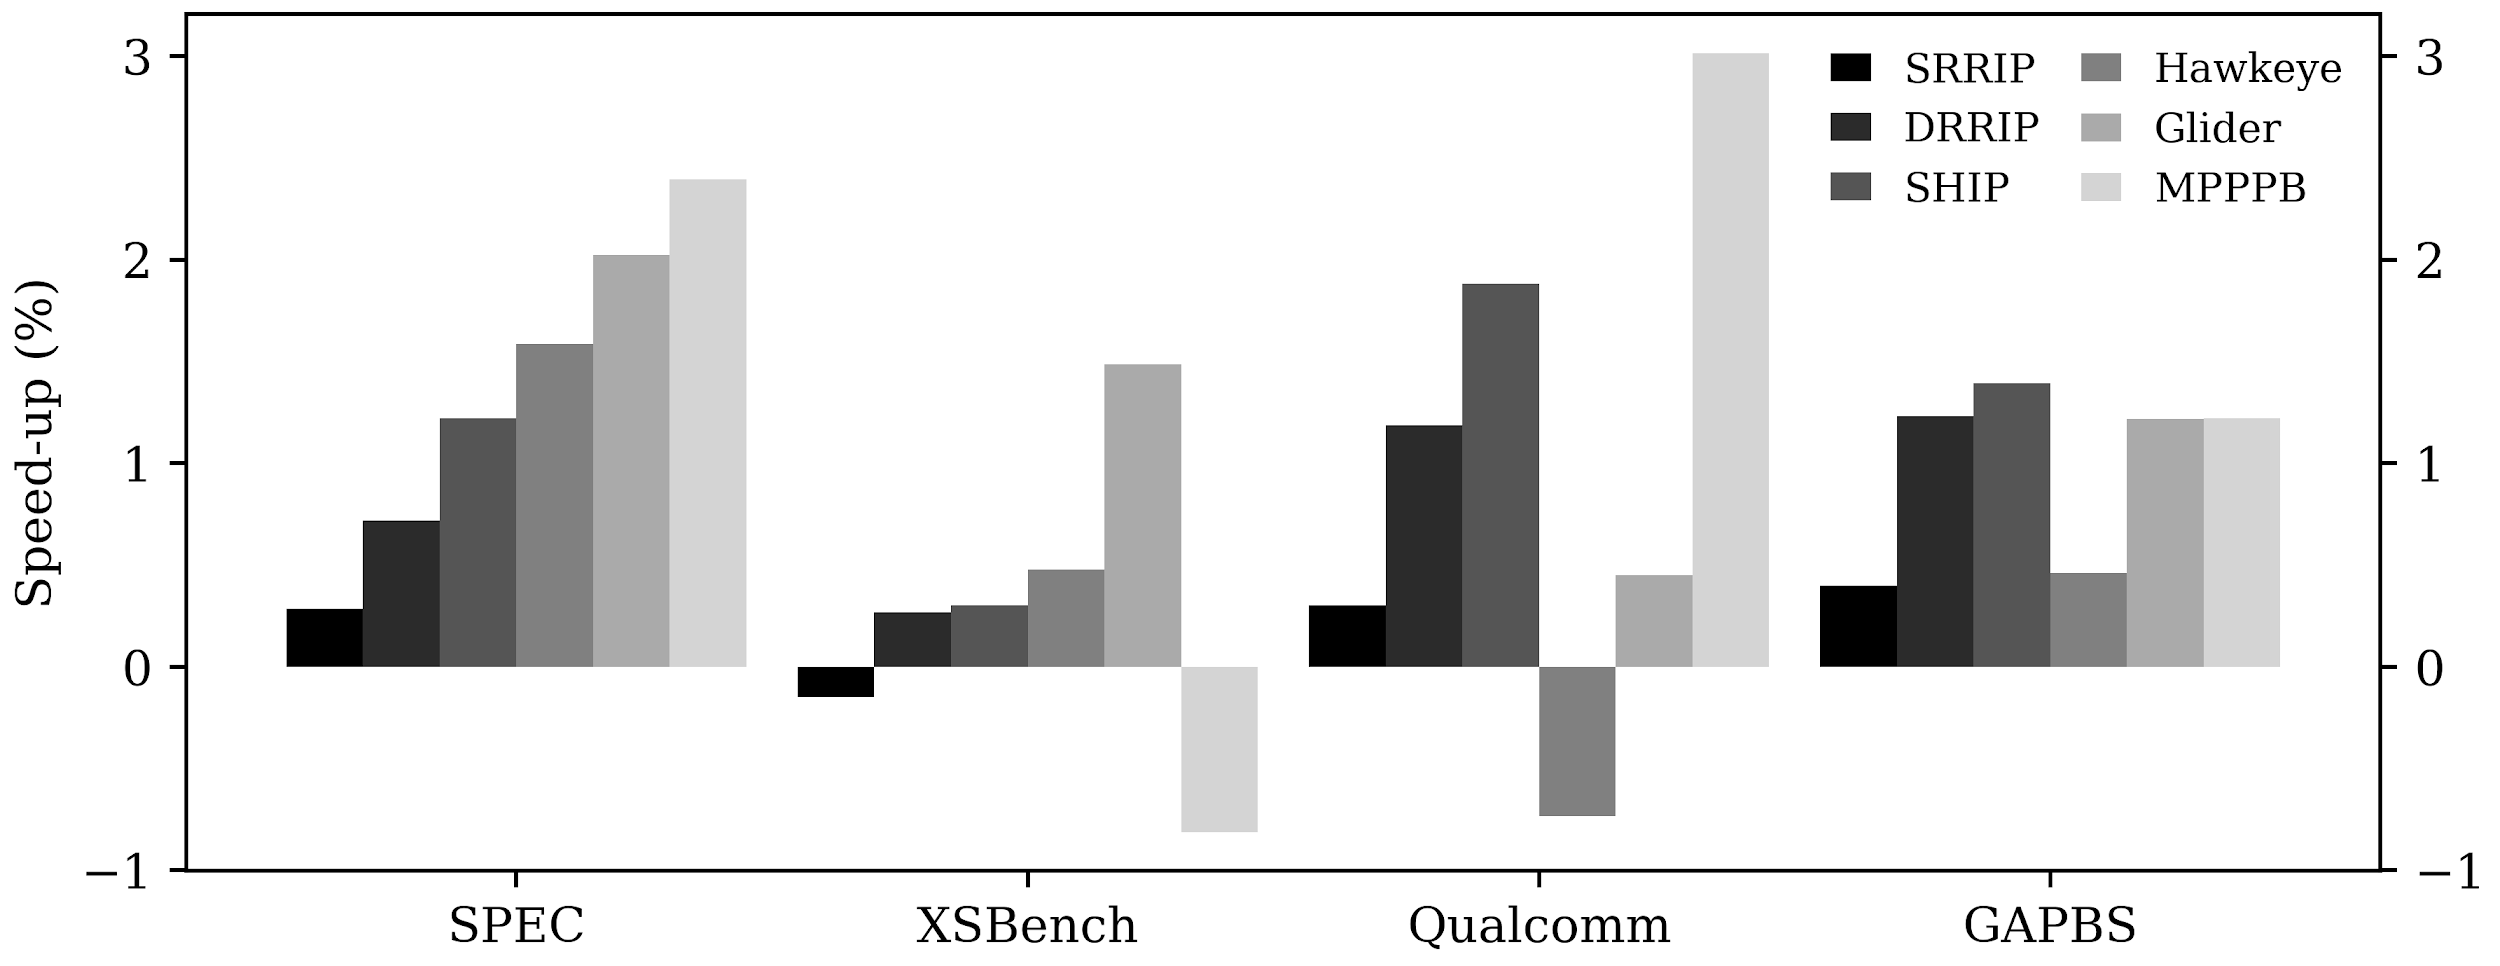 Speed-up (%)
3
2
1
0
−1
SRRIP
DRRIP
SHIP
Hawkeye
Glider
MPPPB
3
2
1
0
−1
SPEC
XSBench
Qualcomm
GAPBS